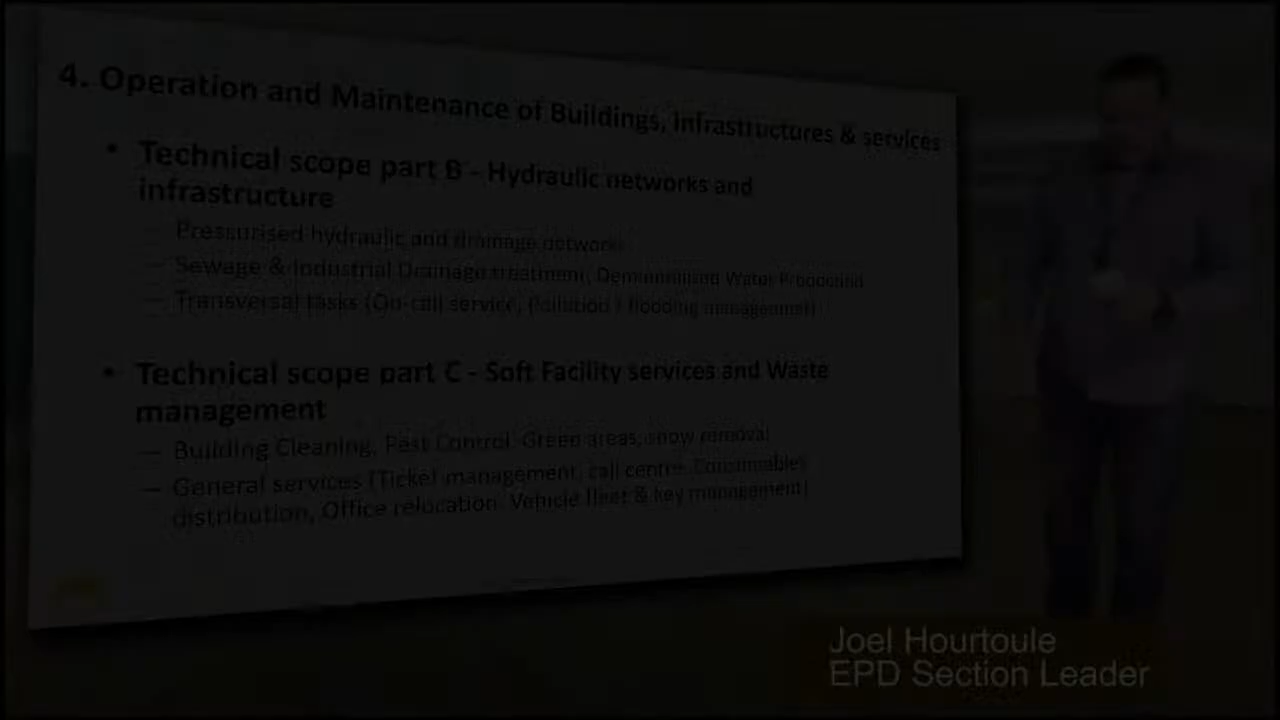 4. Operation and Maintenance of Buildings, Infrastructures & services
• Technical scope part B - Hydraulic networks and
infrastructure
— Pressurised hydraulic and drainage networks
— Sewage & Industrial Drainage treatment, Demineralised Water Production
— Transversal tasks (On-call service, Pollution / flooding management)
• Technical scope part C - Soft Facility services and Waste
management
— Building Cleaning, Pest Control, Green areas, snow removal
— General services (Ticket management, call centre, Consumables
distribution, Office relocation, Vehicle fleet & key management)
Joel Hourtoule
EPD Section Leader